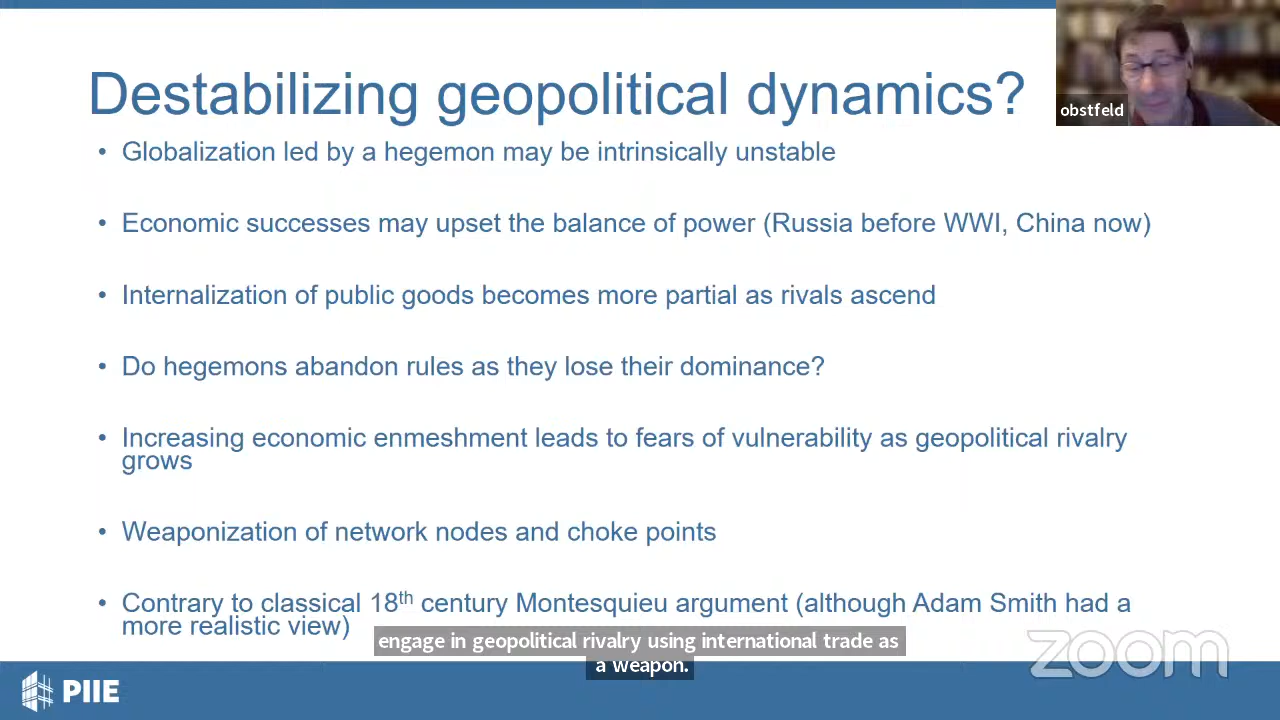 Destabilizing geopolitical dynamics?
obstfeld
• Globalization led by a hegemon may be intrinsically unstable
• Economic successes may upset the balance of power (Russia before WWI, China now)
• Internalization of public goods becomes more partial as rivals ascend
• Do hegemons abandon rules as they lose their dominance?
• Increasing economic enmeshment leads to fears of vulnerability as geopolitical rivalry
grows
• Weaponization of network nodes and choke points
• Contrary to classical 18th century Montesquieu argument (although Adam Smith had a
more realistic view)
engage in geopolitical rivalry using international trade as
a weapon.
zoom
PIIE